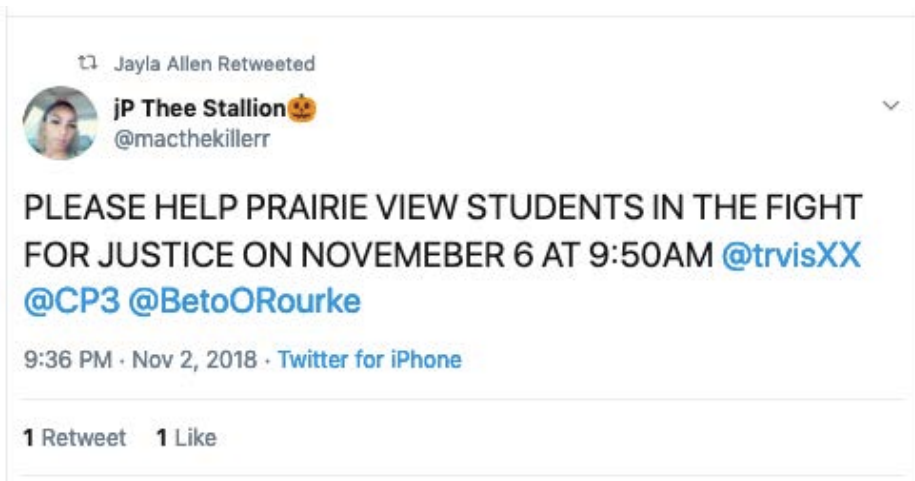 Jayla Allen Retweeted
jP Thee Stallion🎃
@macthekillerr
PLEASE HELP PRAIRIE VIEW STUDENTS IN THE FIGHT
FOR JUSTICE ON NOVEMEBER 6 AT 9:50AM @trvisXX
@CP3 @BetoORourke
9:36 PM · Nov 2, 2018 · Twitter for iPhone
1 Retweet 1 Like